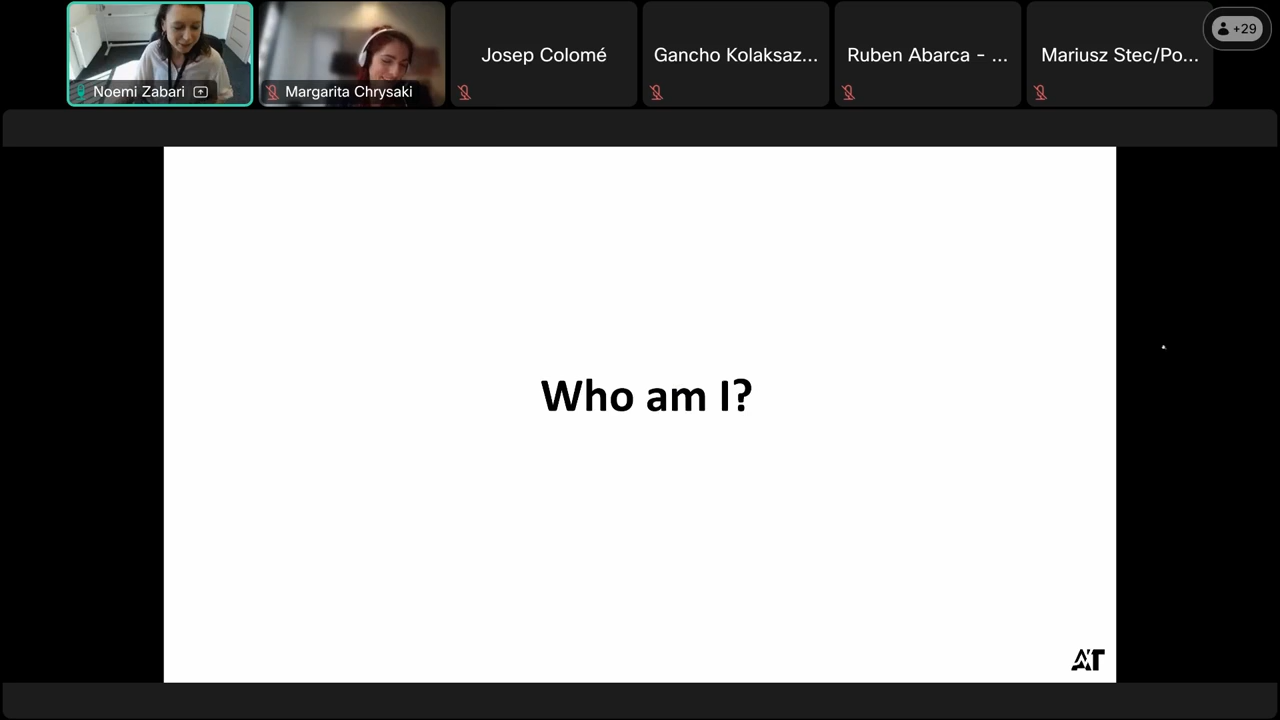 Noemi Zabari
Margarita Chrysaki
Josep Colomé
Gancho Kolaksaz...
Ruben Abarca - ...
Mariusz Stec/Po...
+29
Who am I?
AT